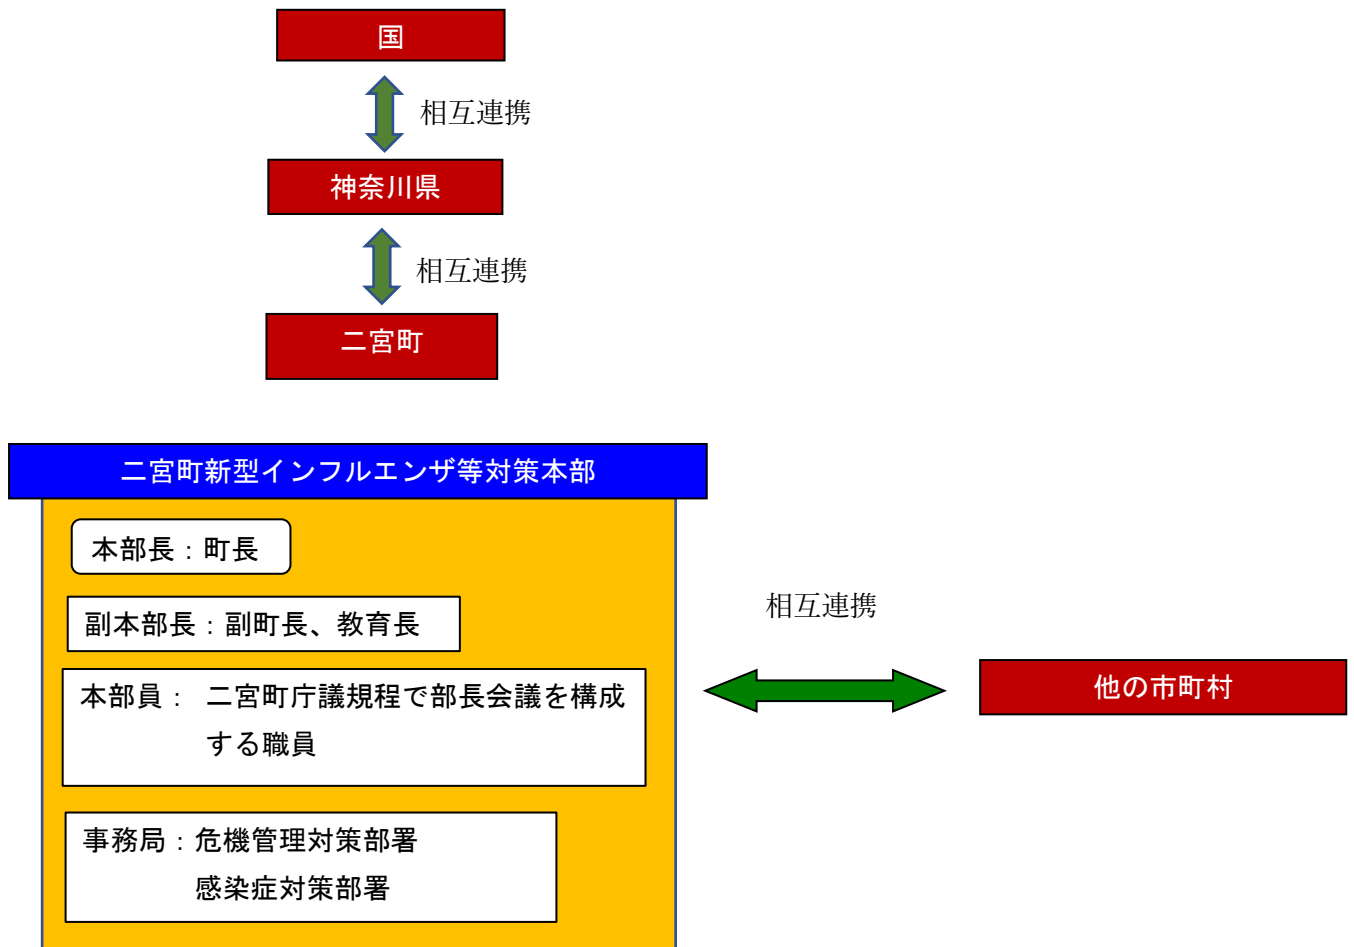 国
相互連携
神奈川県
相互連携
二宮町
二宮町新型インフルエンザ等対策本部
本部長：町長
副本部長：副町長、教育長
本部員： 二宮町庁議規程で部長会議を構成
する職員
事務局：危機管理対策部署
感染症対策部署
相互連携
他の市町村